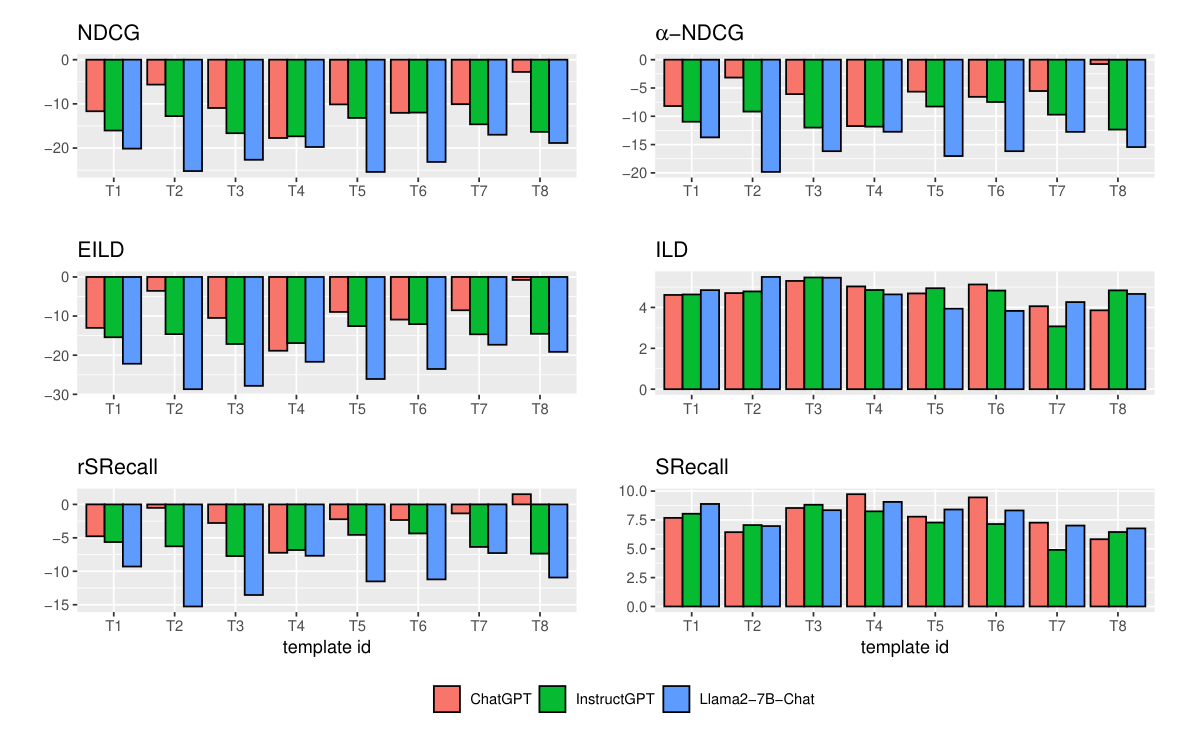 NDCG
0
−10
−20
T1 T2 T3 T4 T5 T6 T7 T8
α−NDCG
0
−5
−10
−15
−20
T1 T2 T3 T4 T5 T6 T7 T8
EILD
0
−10
−20
−30
T1 T2 T3 T4 T5 T6 T7 T8
ILD
4
2
0
T1 T2 T3 T4 T5 T6 T7 T8
rSRecall
0
−5
−10
−15
T1 T2 T3 T4 T5 T6 T7 T8
template id
SRecall
10.0
7.5
5.0
2.5
0.0
T1 T2 T3 T4 T5 T6 T7 T8
template id
ChatGPT InstructGPT Llama2−7B−Chat